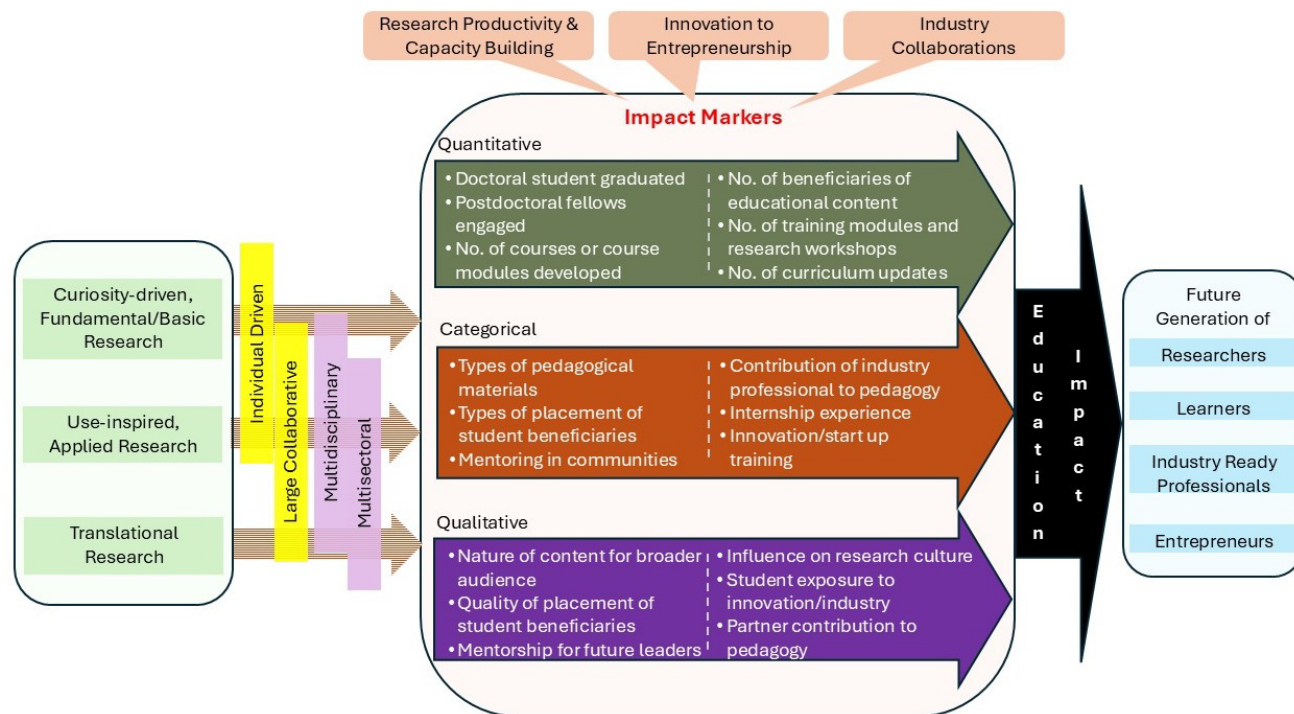 Research Productivity &
Capacity Building
Innovation to
Entrepreneurship
Industry
Collaborations
Impact Markers
Curiosity-driven,
Fundamental/Basic
Research
Use-inspired,
Applied Research
Translational
Research
Individual Driven
Large Collaborative
Multidisciplinary
Multisectoral
Quantitative
• Doctoral student graduated
• Postdoctoral fellows
engaged
• No. of courses or course
modules developed
• No. of beneficiaries of
educational content
• No. of training modules and
research workshops
• No. of curriculum updates
Categorical
• Types of pedagogical
materials
• Types of placement of
student beneficiaries
• Mentoring in communities
• Contribution of industry
professional to pedagogy
• Internship experience
• Innovation/start up
training
Qualitative
• Nature of content for broader
audience
• Quality of placement of
student beneficiaries
• Mentorship for future leaders
• Influence on research culture
• Student exposure to
innovation/industry
• Partner contribution to
pedagogy
Education
Impact
Future
Generation of
Researchers
Learners
Industry Ready
Professionals
Entrepreneurs